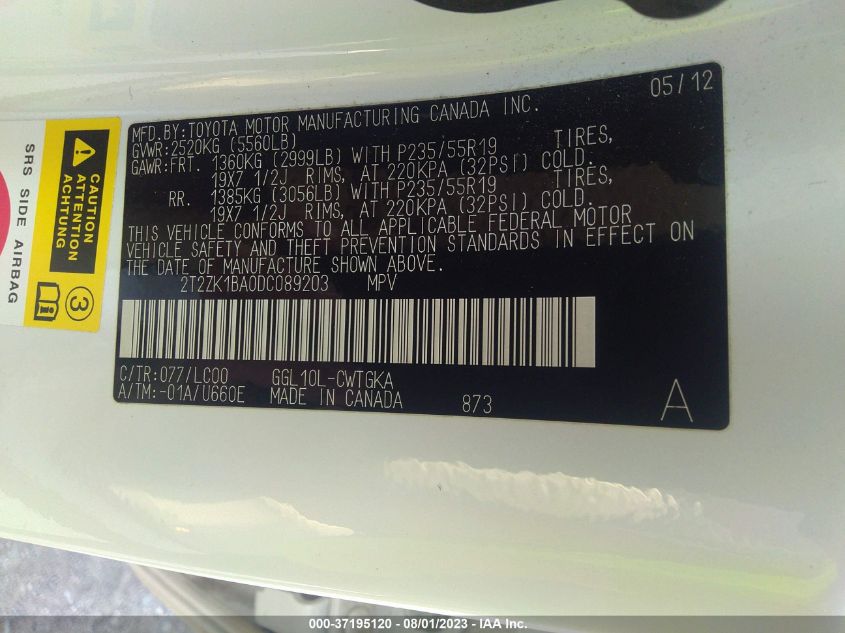 05/12
MFD.BY:TOYOTA MOTOR MANUFACTURING CANADA INC.
GVWR:2520KG (5560LB)
GAWR:FRT. 1360KG (2999LB) WITH P235/55R19 TIRES,
19X7 1/2J RIMS, AT 220KPA (32PSI) COLD.
RR. 1385KG (3056LB) WITH P235/55R19 TIRES,
19X7 1/2J RIMS, AT 220KPA (32PSI) COLD.
THIS VEHICLE CONFORMS TO ALL APPLICABLE FEDERAL MOTOR
VEHICLE SAFETY AND THEFT PREVENTION STANDARDS IN EFFECT ON
THE DATE OF MANUFACTURE SHOWN ABOVE.
2T2ZK1BA0DC089203 MPV
C/TR:077/LC00 GGL10L-CWTGKA
A/TM:-01A/U660E MADE IN CANADA 873
A
CAUTION
ATTENTION
ACHTUNG
3
SRS SIDE AIRBAG
000-37195120 - 08/01/2023 - IAA Inc.